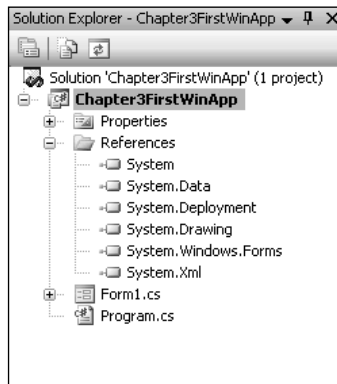 Solution Explorer - Chapter3FirstWinApp
Solution 'Chapter3FirstWinApp' (1 project)
Chapter3FirstWinApp
Properties
References
System
System.Data
System.Deployment
System.Drawing
System.Windows.Forms
System.Xml
Form1.cs
Program.cs